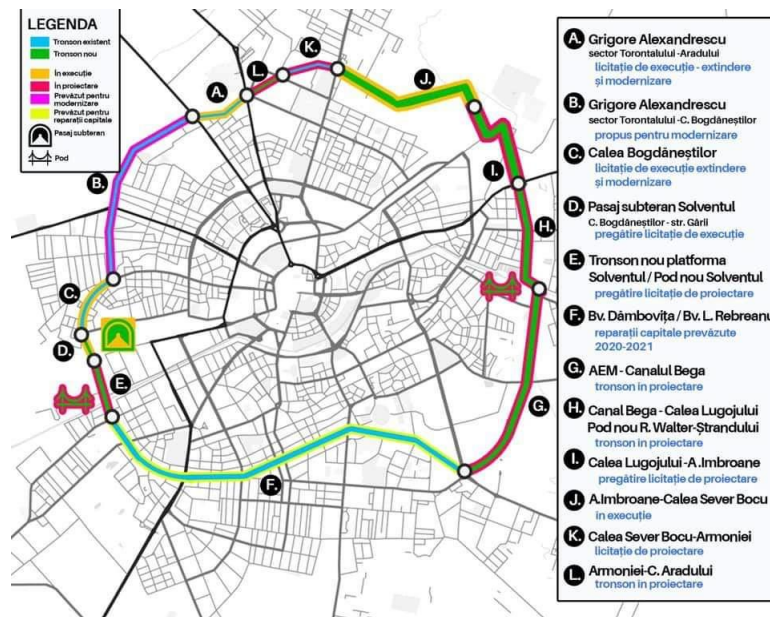 LEGENDA
Tronson existent
Tronson nou
În execuție
În proiectare
Prevăzut pentru
modernizare
Prevăzut pentru
reparații capitale
Pasaj subteran
Pod
A.
L.
K.
J.
B.
I.
H.
C.
D.
E.
G.
F.
A. Grigore Alexandrescu
sector Torontalului -Aradului
licitație de execuție - extindere
și modernizare
B. Grigore Alexandrescu
sector Torontalului -C. Bogdăneștilor
propus pentru modernizare
C. Calea Bogdăneștilor
licitație de execuție extindere
și modernizare
D. Pasaj subteran Solventul
C. Bogdăneștilor - str. Gării
pregătire licitație de execuție
E. Tronson nou platforma
Solventul / Pod nou Solventul
pregătire licitație de proiectare
F. Bv. Dâmbovița / Bv. L. Rebreanu
reparații capitale prevăzute
2020-2021
G. AEM - Canalul Bega
tronson in proiectare
H. Canal Bega - Calea Lugojului
Pod nou R. Walter-Ștrandului
tronson in proiectare
I. Calea Lugojului -A.Imbroane
pregătire licitație de proiectare
J. A.Imbroane-Calea Sever Bocu
in execuție
K. Calea Sever Bocu-Armoniei
licitație de proiectare
L. Armoniei-C. Aradului
tronson in proiectare